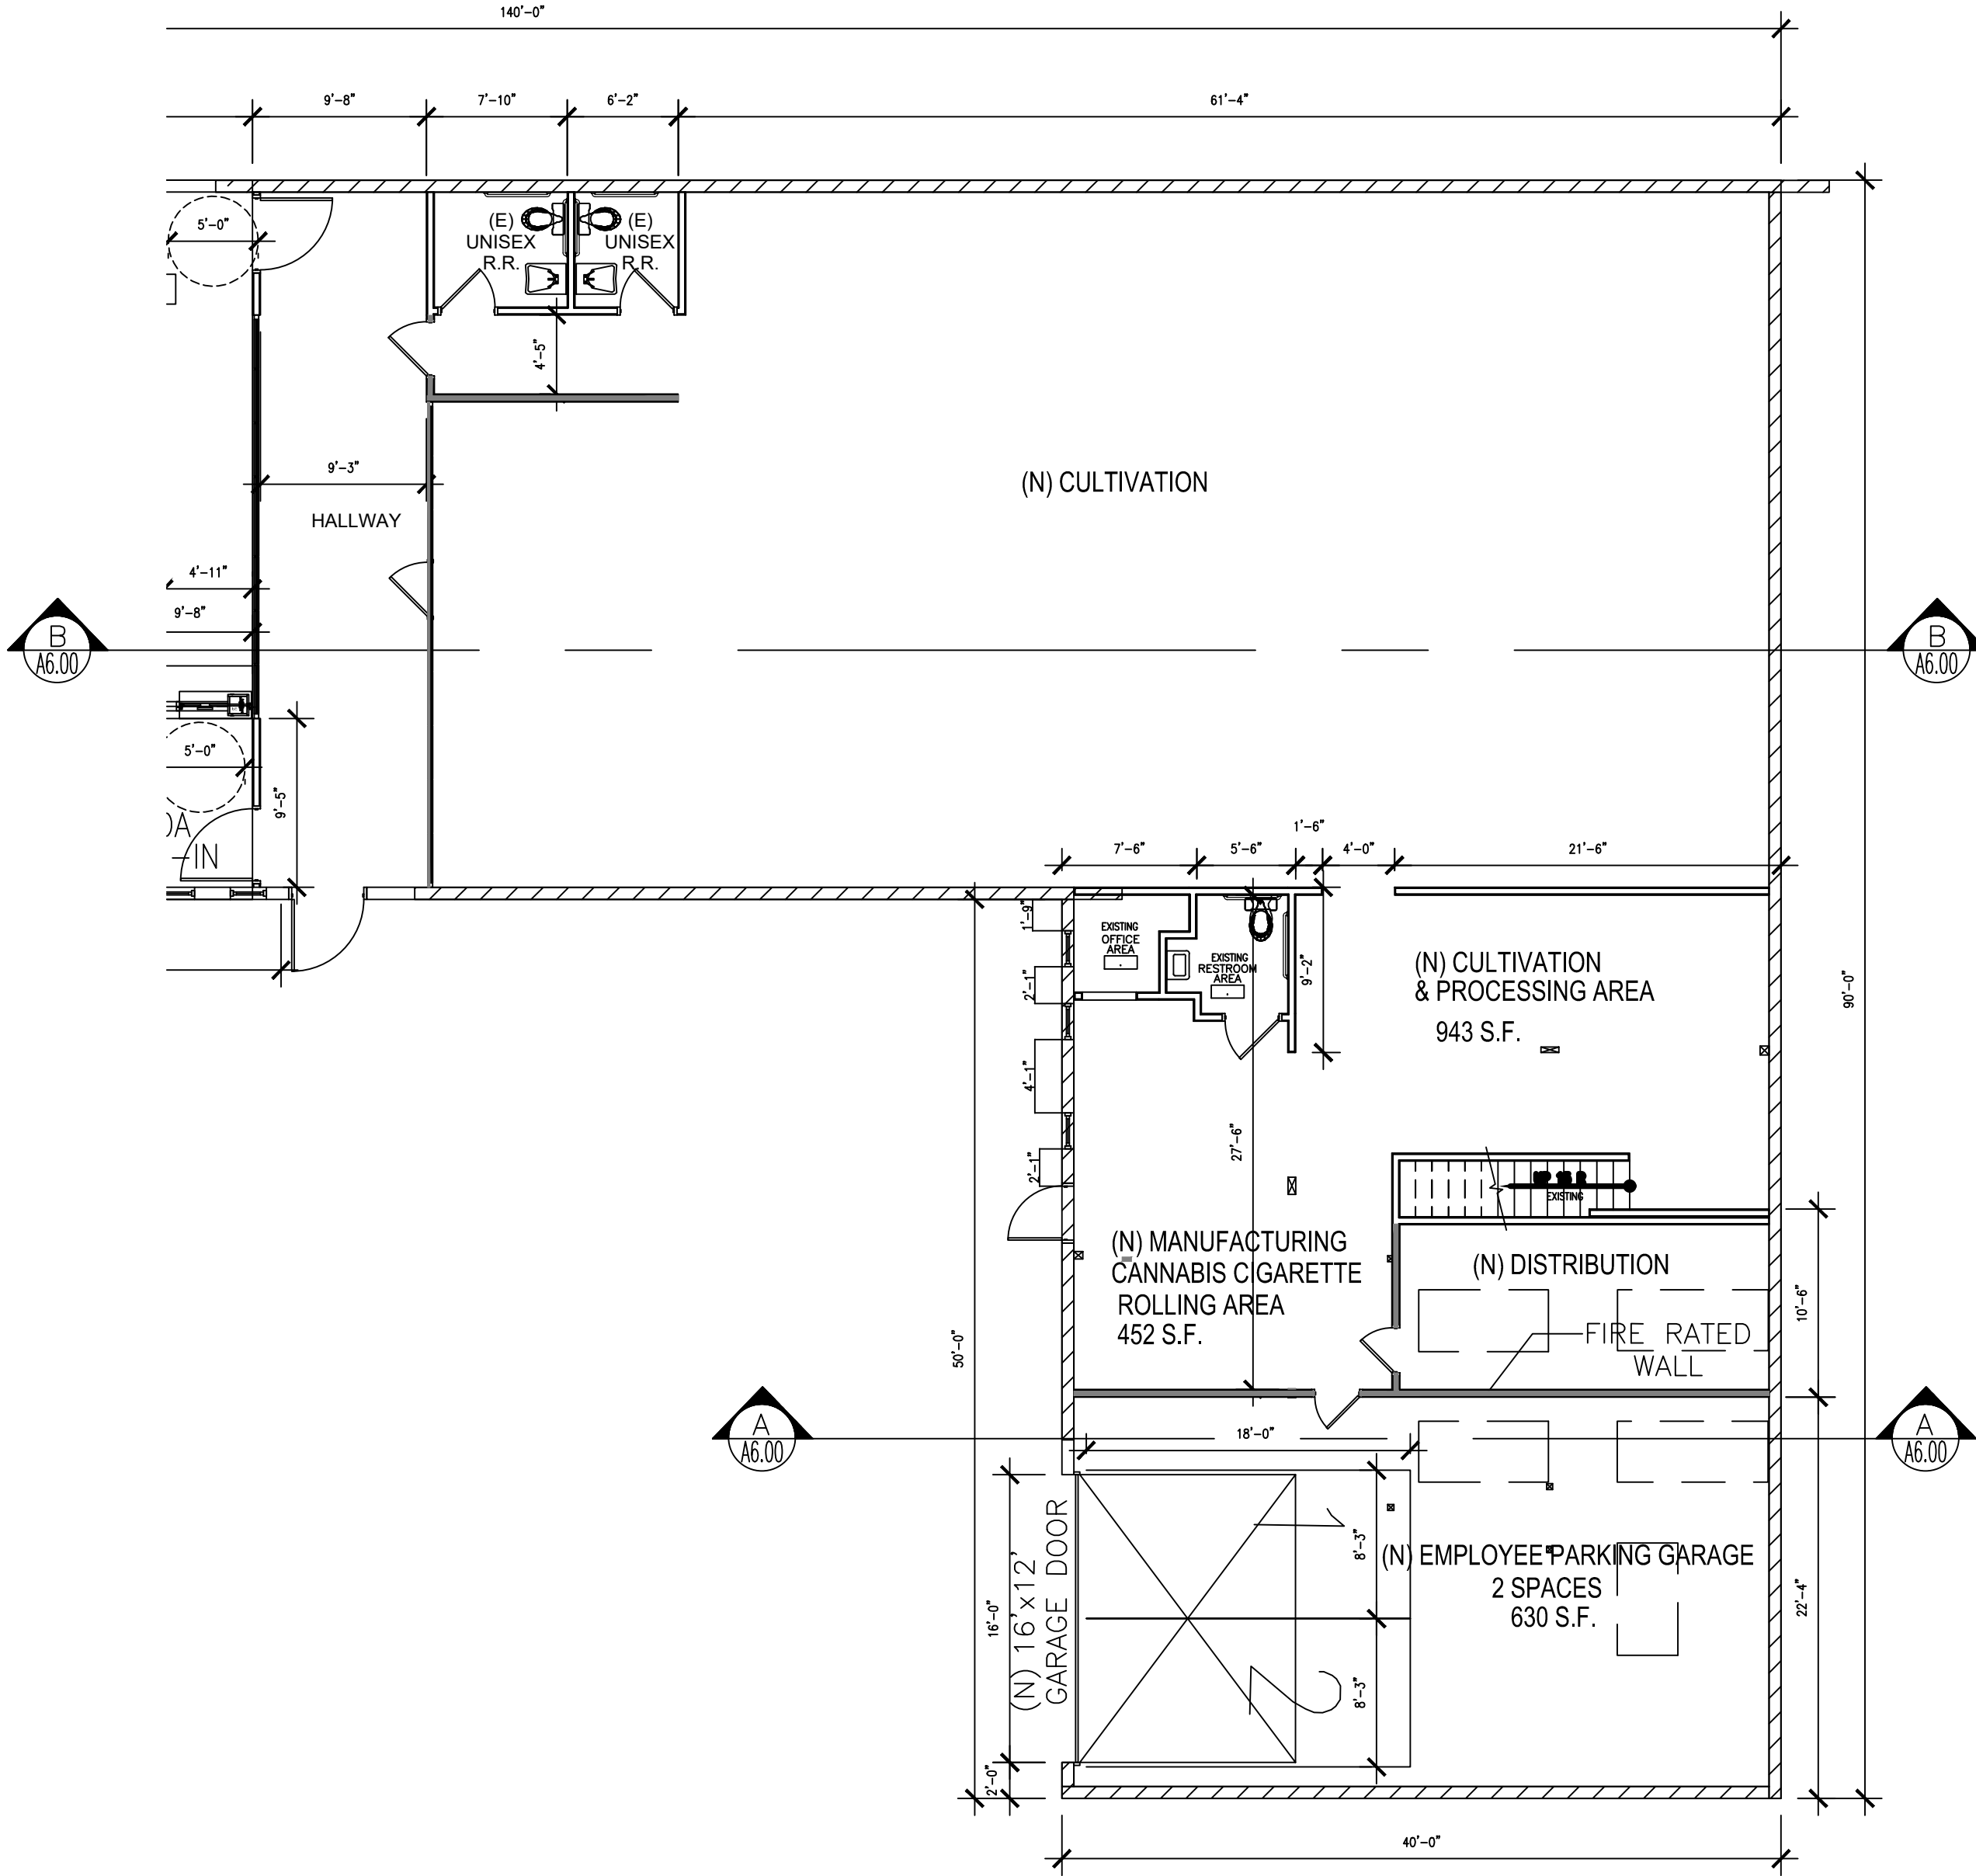 140'-0"
9'-8"
7'-10"
6'-2"
61'-4"
5'-0"
(E)
UNISEX
R.R.
(E)
UNISEX
R.R.
4'-5"
9'-3"
HALLWAY
(N) CULTIVATION
4'-11"
9'-8"
B
A6.00
B
A6.00
5'-0"
9'-5"
DA
-IN
1'-6"
7'-6"
5'-6"
4'-0"
21'-6"
1'-9"
EXISTING
OFFICE
AREA
EXISTING
RESTROOM
AREA
9'-2"
2'-1"
(N) CULTIVATION
& PROCESSING AREA
943 S.F.
90'-0"
4'-1"
27'-6"
2'-1"
EXISTING
(N) MANUFACTURING
CANNABIS CIGARETTE
ROLLING AREA
452 S.F.
(N) DISTRIBUTION
10'-6"
FIRE RATED
WALL
50'-0"
A
A6.00
A
A6.00
18'-0"
1
8'-3"
(N) EMPLOYEE PARKING GARAGE
2 SPACES
630 S.F.
22'-4"
16'-0"
(N) 16'x12'
GARAGE DOOR
2
8'-3"
2'-0"
40'-0"